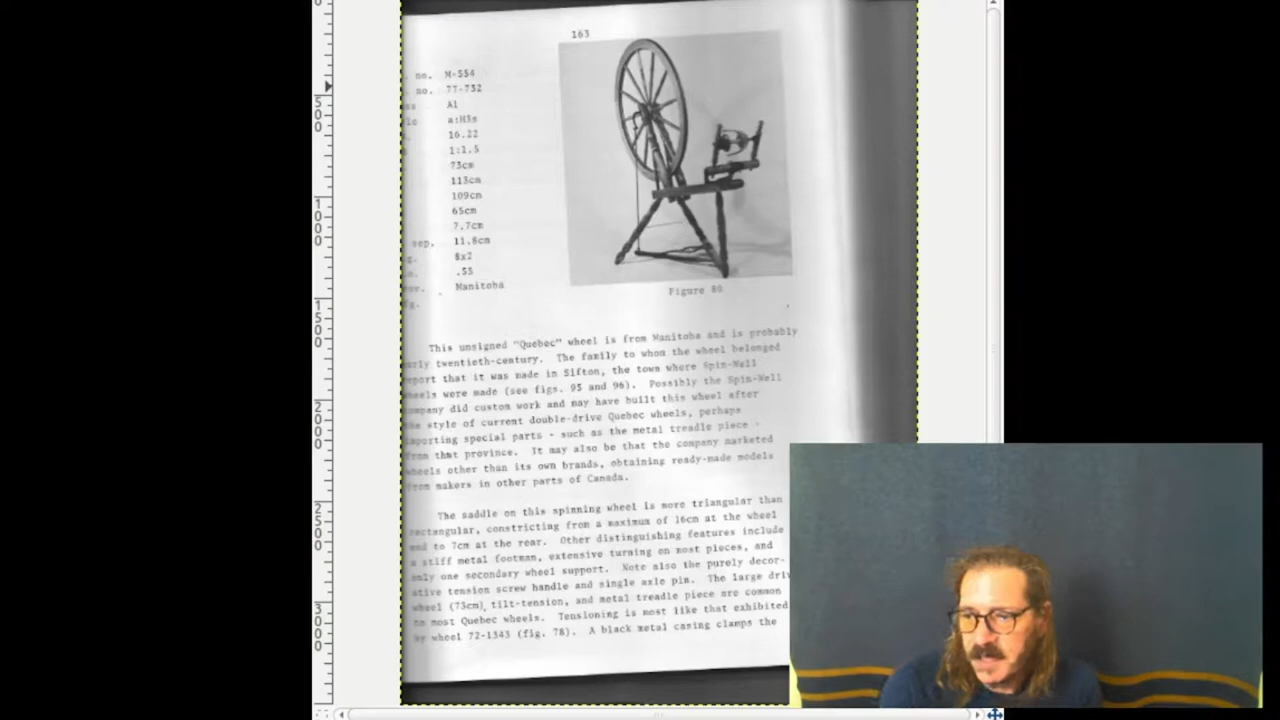 163
no. M-554
no. 77-732
A1
a:H3s
16.22
1:1.5
73cm
113cm
109cm
65cm
7.7cm
sep. 11.8cm
8x2
.55
Manitoba
Figure 80
This unsigned "Quebec" wheel is from Manitoba and is probably
twentieth-century. The family to whom the wheel belonged
that it was made in Sifton, the town where Spin-Well
were made (see figs. 95 and 96). Possibly the Spin-Well
did custom work and may have built this wheel after
style of current double-drive Quebec wheels, perhaps
special parts - such as the metal treadle piece -
from that province. It may also be that the company marketed
wheels other than its own brands, obtaining ready-made models
from makers in other parts of Canada.
The saddle on this spinning wheel is more triangular than
rectangular, constricting from a maximum of 16cm at the wheel
end to 7cm at the rear. Other distinguishing features include
a stiff metal footman, extensive turning on most pieces, and
only one secondary wheel support. Note also the purely decor-
ative tension screw handle and single axle pin. The large driv
wheel (73cm), tilt-tension, and metal treadle piece are common
to most Quebec wheels. Tensioning is most like that exhibited
by wheel 72-1343 (fig. 78). A black metal casing clamps the